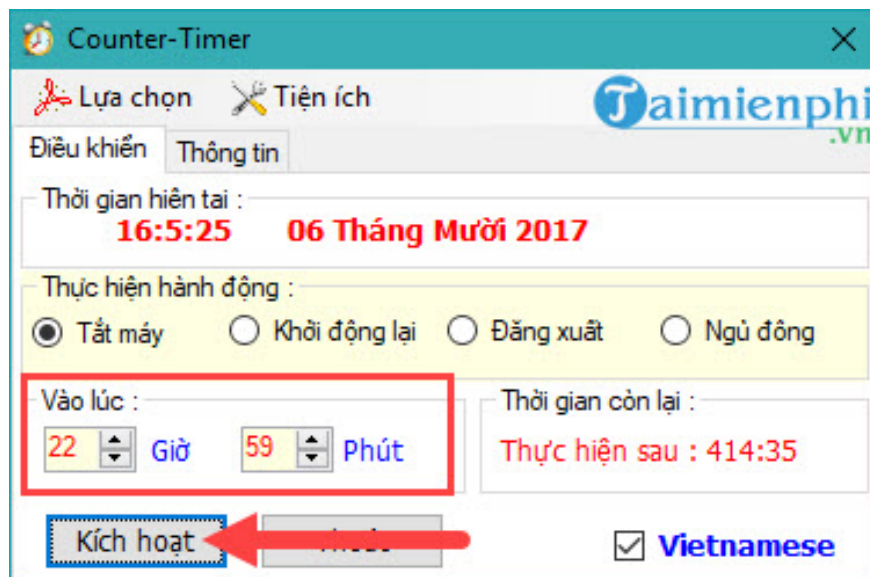 Counter-Timer
Lựa chọn Tiện ích
Taimienphi
.vn
Điều khiển Thông tin
Thời gian hiên tai :
16:5:25 06 Tháng Mười 2017
Thực hiện hành động :
Tắt máy Khởi động lại Đăng xuất Ngủ đông
Vào lúc : Thời gian còn lại :
22 Giờ 59 Phút Thực hiện sau : 414:35
Kích hoạt Vietnamese